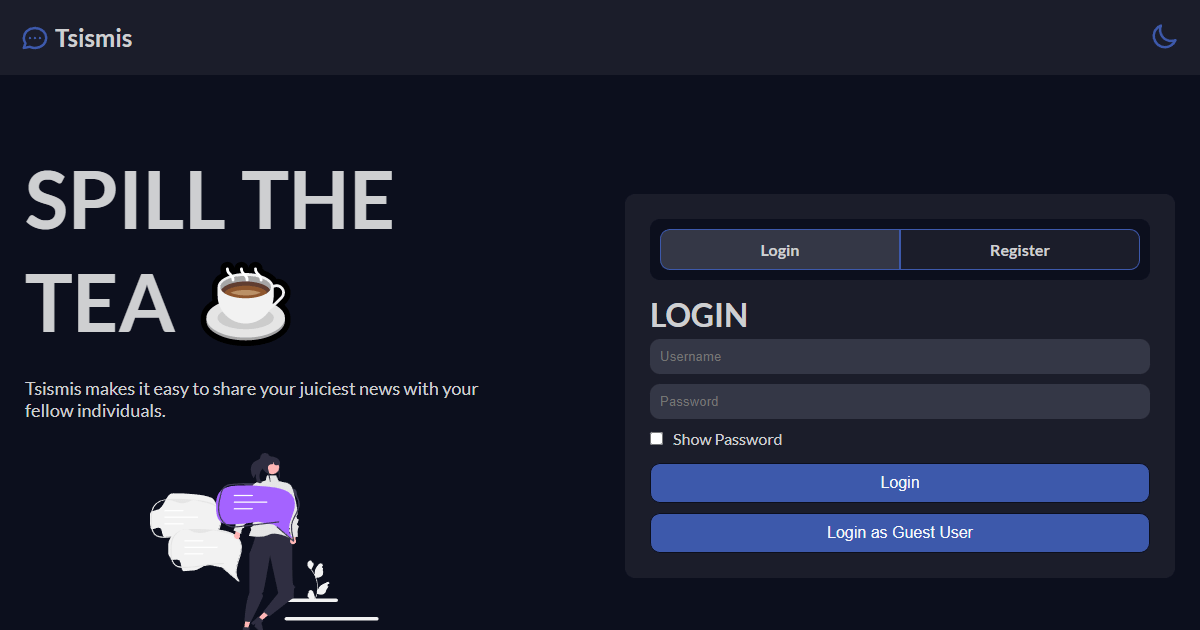 Tsismis
SPILL THE
TEA
Tsismis makes it easy to share your juiciest news with your
fellow individuals.
Login
Register
LOGIN
Username
Password
Show Password
Login
Login as Guest User